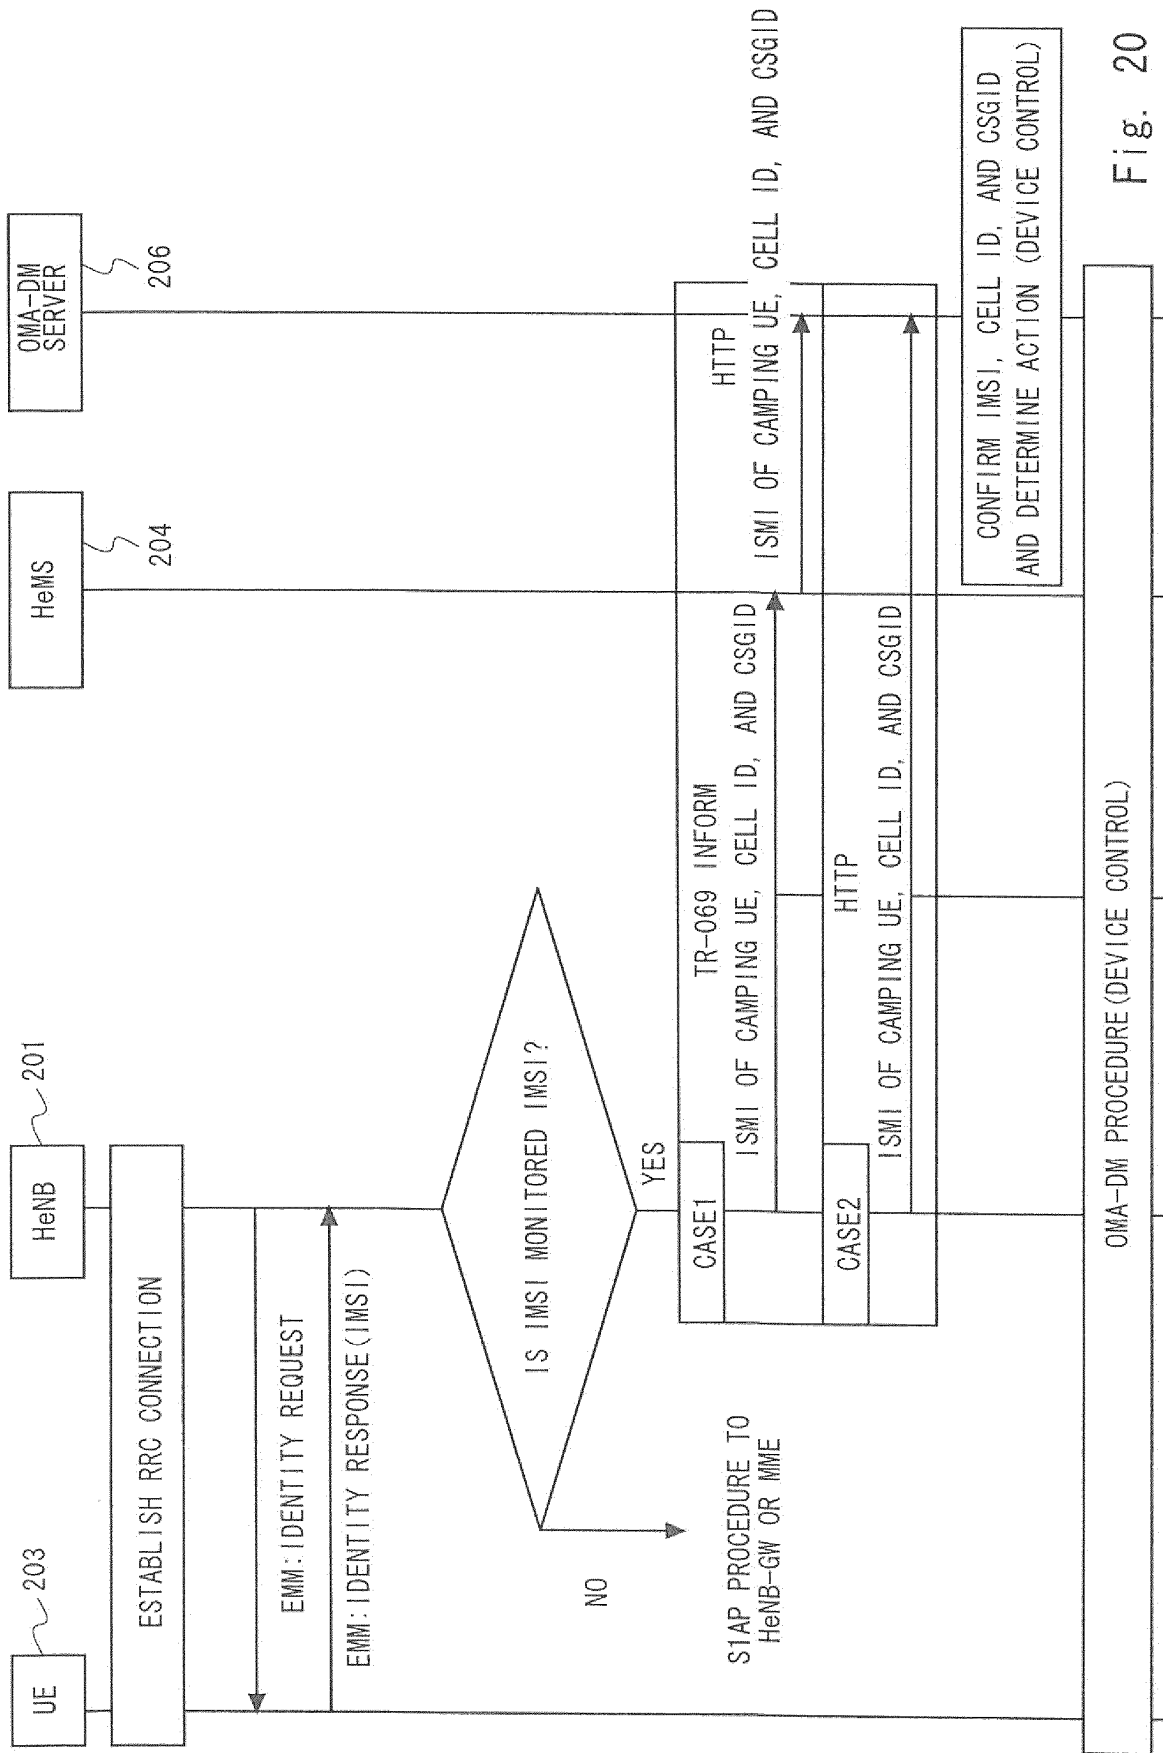 UE
203
HeNB
201
HeMS
204
OMA-DM
SERVER
206
ESTABLISH RRC CONNECTION
EMM:IDENTITY REQUEST
EMM:IDENTITY RESPONSE(IMSI)
IS IMSI MONITORED IMSI?
NO
YES
S1AP PROCEDURE TO
HeNB-GW OR MME
CASE1
TR-069 INFORM
ISMI OF CAMPING UE, CELL ID, AND CSGID
HTTP
ISMI OF CAMPING UE, CELL ID, AND CSGID
CASE2
HTTP
ISMI OF CAMPING UE, CELL ID, AND CSGID
CONFIRM IMSI, CELL ID, AND CSGID
AND DETERMINE ACTION (DEVICE CONTROL)
OMA-DM PROCEDURE(DEVICE CONTROL)
Fig. 20